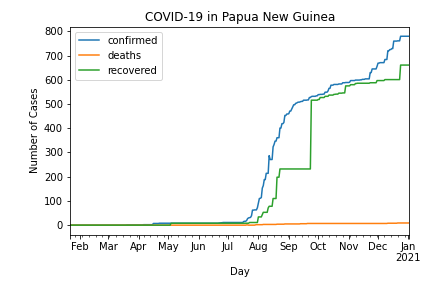 COVID-19 in Papua New Guinea
800
700
600
500
400
300
200
100
0
Number of Cases
confirmed
deaths
recovered
Feb Mar Apr May Jun Jul Aug Sep Oct Nov Dec Jan
2021
Day